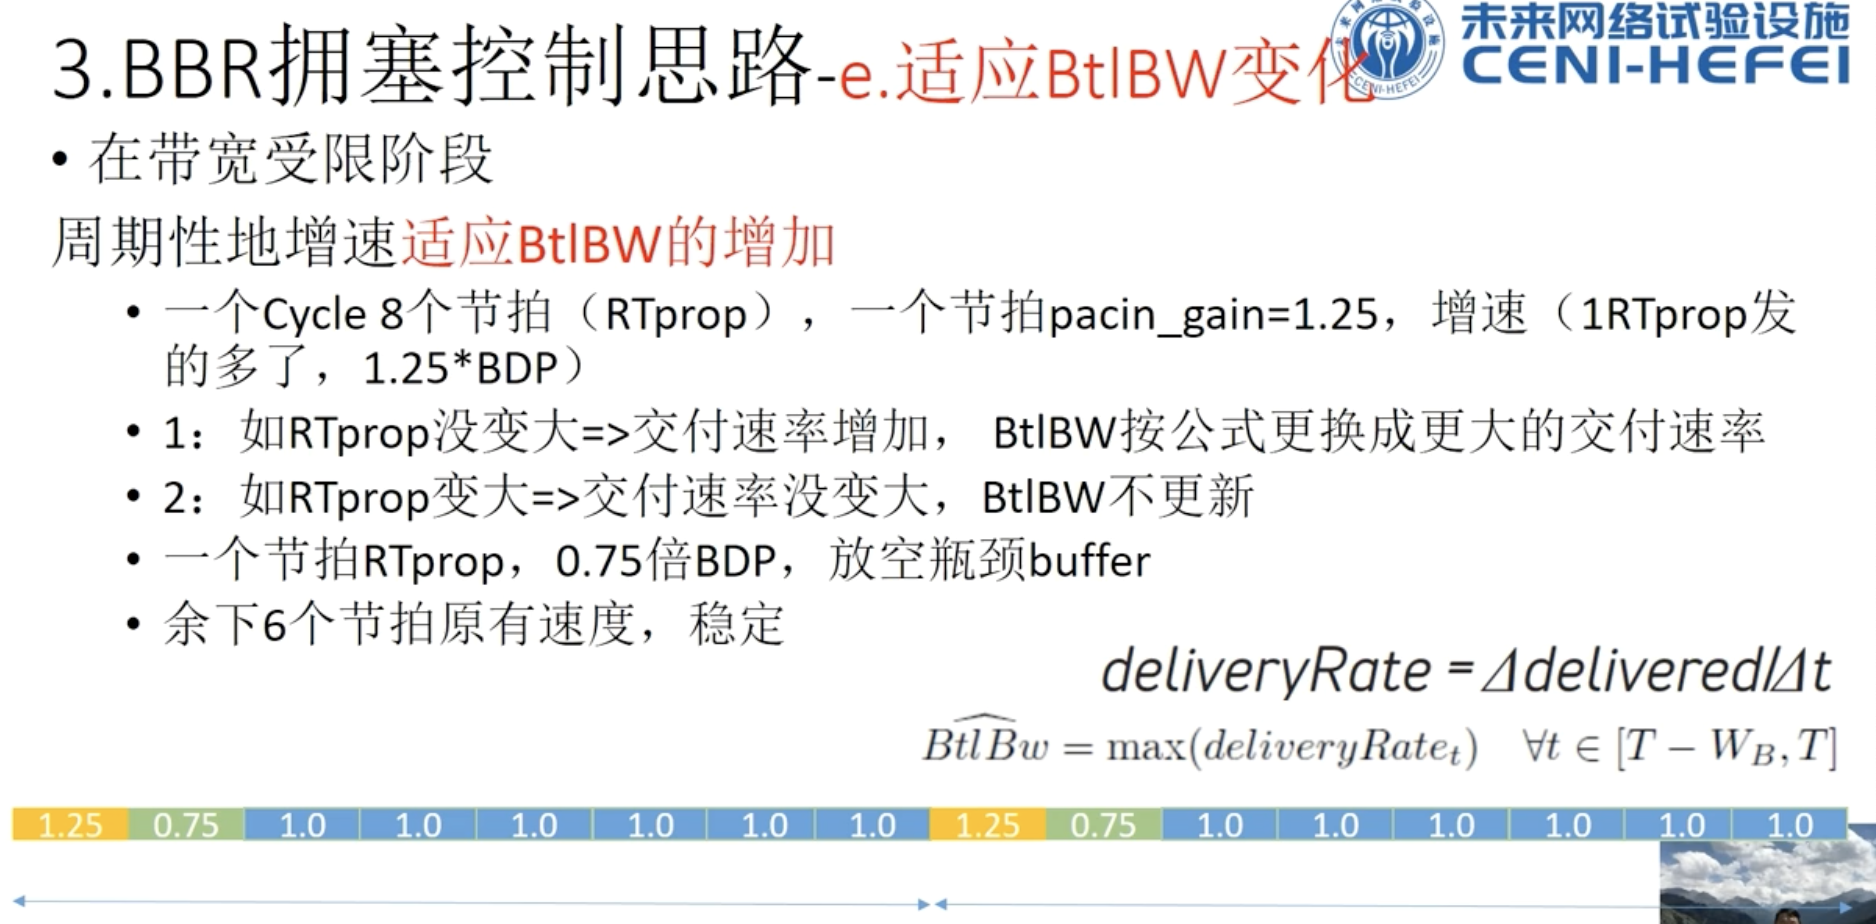 3.BBR拥塞控制思路-e.适应BtlBW变化
未来网络试验设施
CENI-HEFEI
• 在带宽受限阶段
周期性地增速适应BtlBW的增加
• 一个Cycle 8个节拍（RTprop），一个节拍pacin_gain=1.25，增速（1RTprop发
的多了，1.25*BDP）
• 1：如RTprop没变大=>交付速率增加， BtlBW按公式更换成更大的交付速率
• 2：如RTprop变大=>交付速率没变大，BtlBW不更新
• 一个节拍RTprop，0.75倍BDP，放空瓶颈buffer
• 余下6个节拍原有速度，稳定
deliveryRate = Δdelivered/Δt
$\widehat{BtlBw} = \max(deliveryRate_t) \quad \forall t \in [T - W_B, T]$
1.25 0.75 1.0 1.0 1.0 1.0 1.0 1.0 1.25 0.75 1.0 1.0 1.0 1.0 1.0 1.0